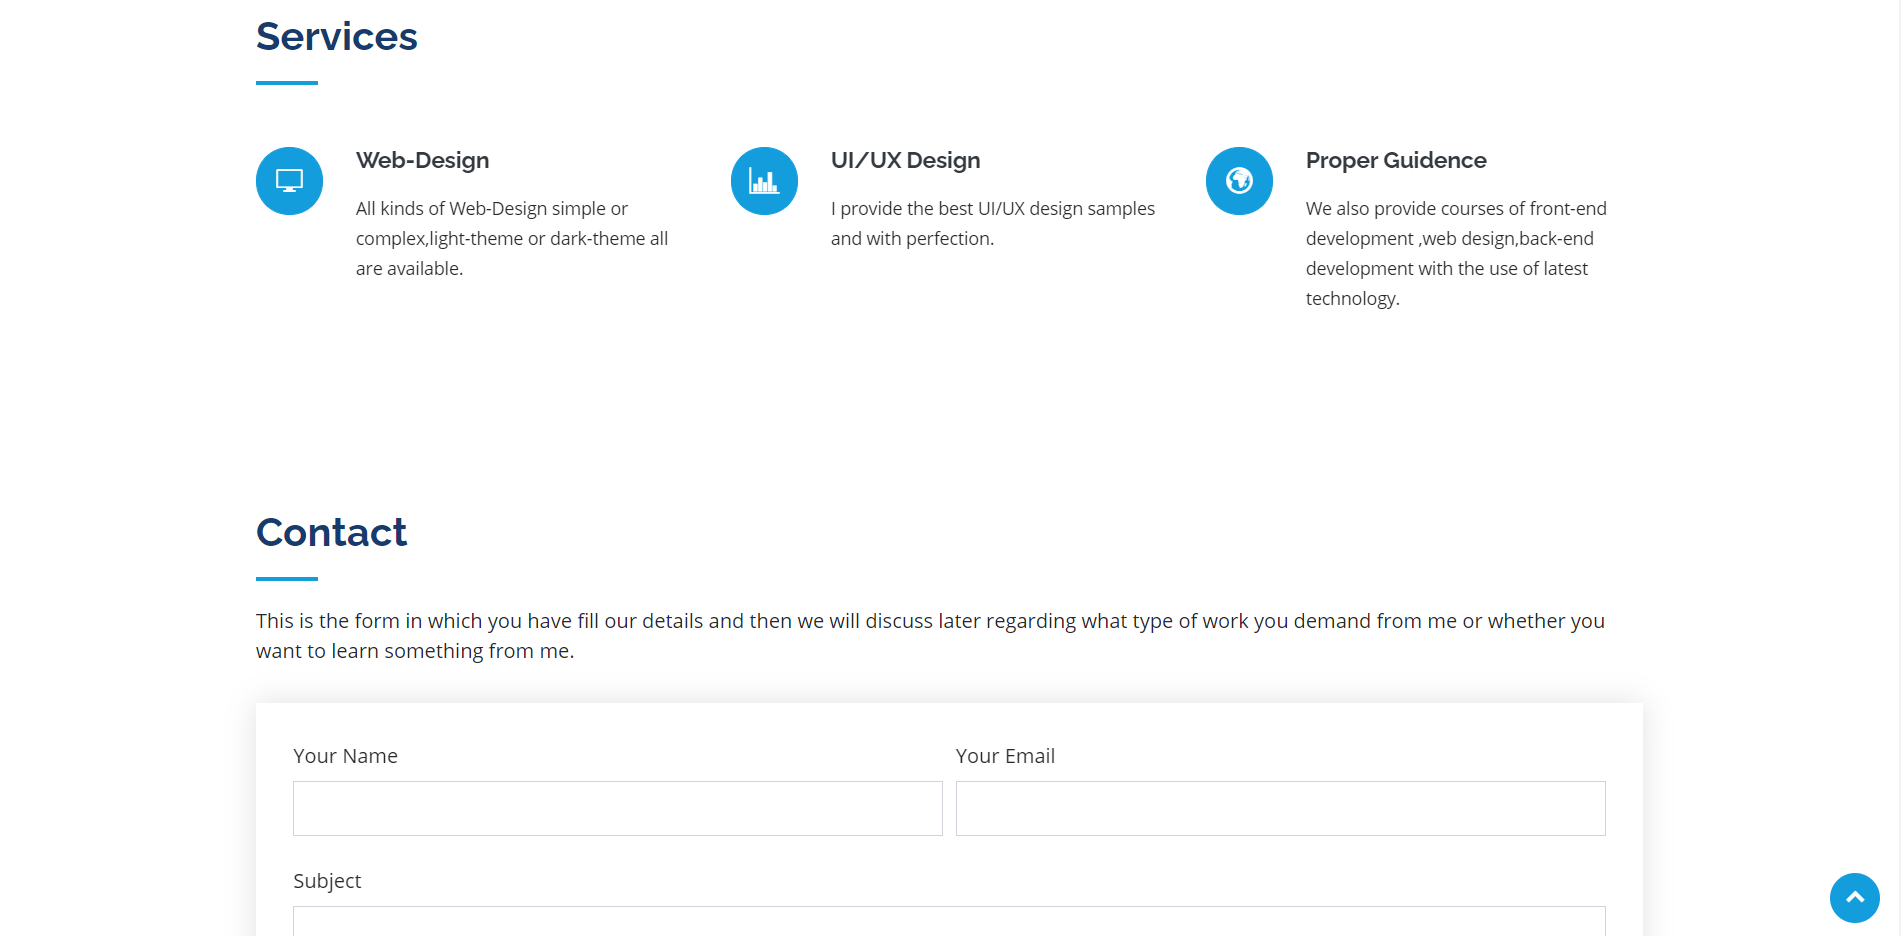 Services
Web-Design
All kinds of Web-Design simple or
complex,light-theme or dark-theme all
are available.
UI/UX Design
I provide the best UI/UX design samples
and with perfection.
Proper Guidence
We also provide courses of front-end
development ,web design,back-end
development with the use of latest
technology.
Contact
This is the form in which you have fill our details and then we will discuss later regarding what type of work you demand from me or whether you
want to learn something from me.
Your Name
Your Email
Subject